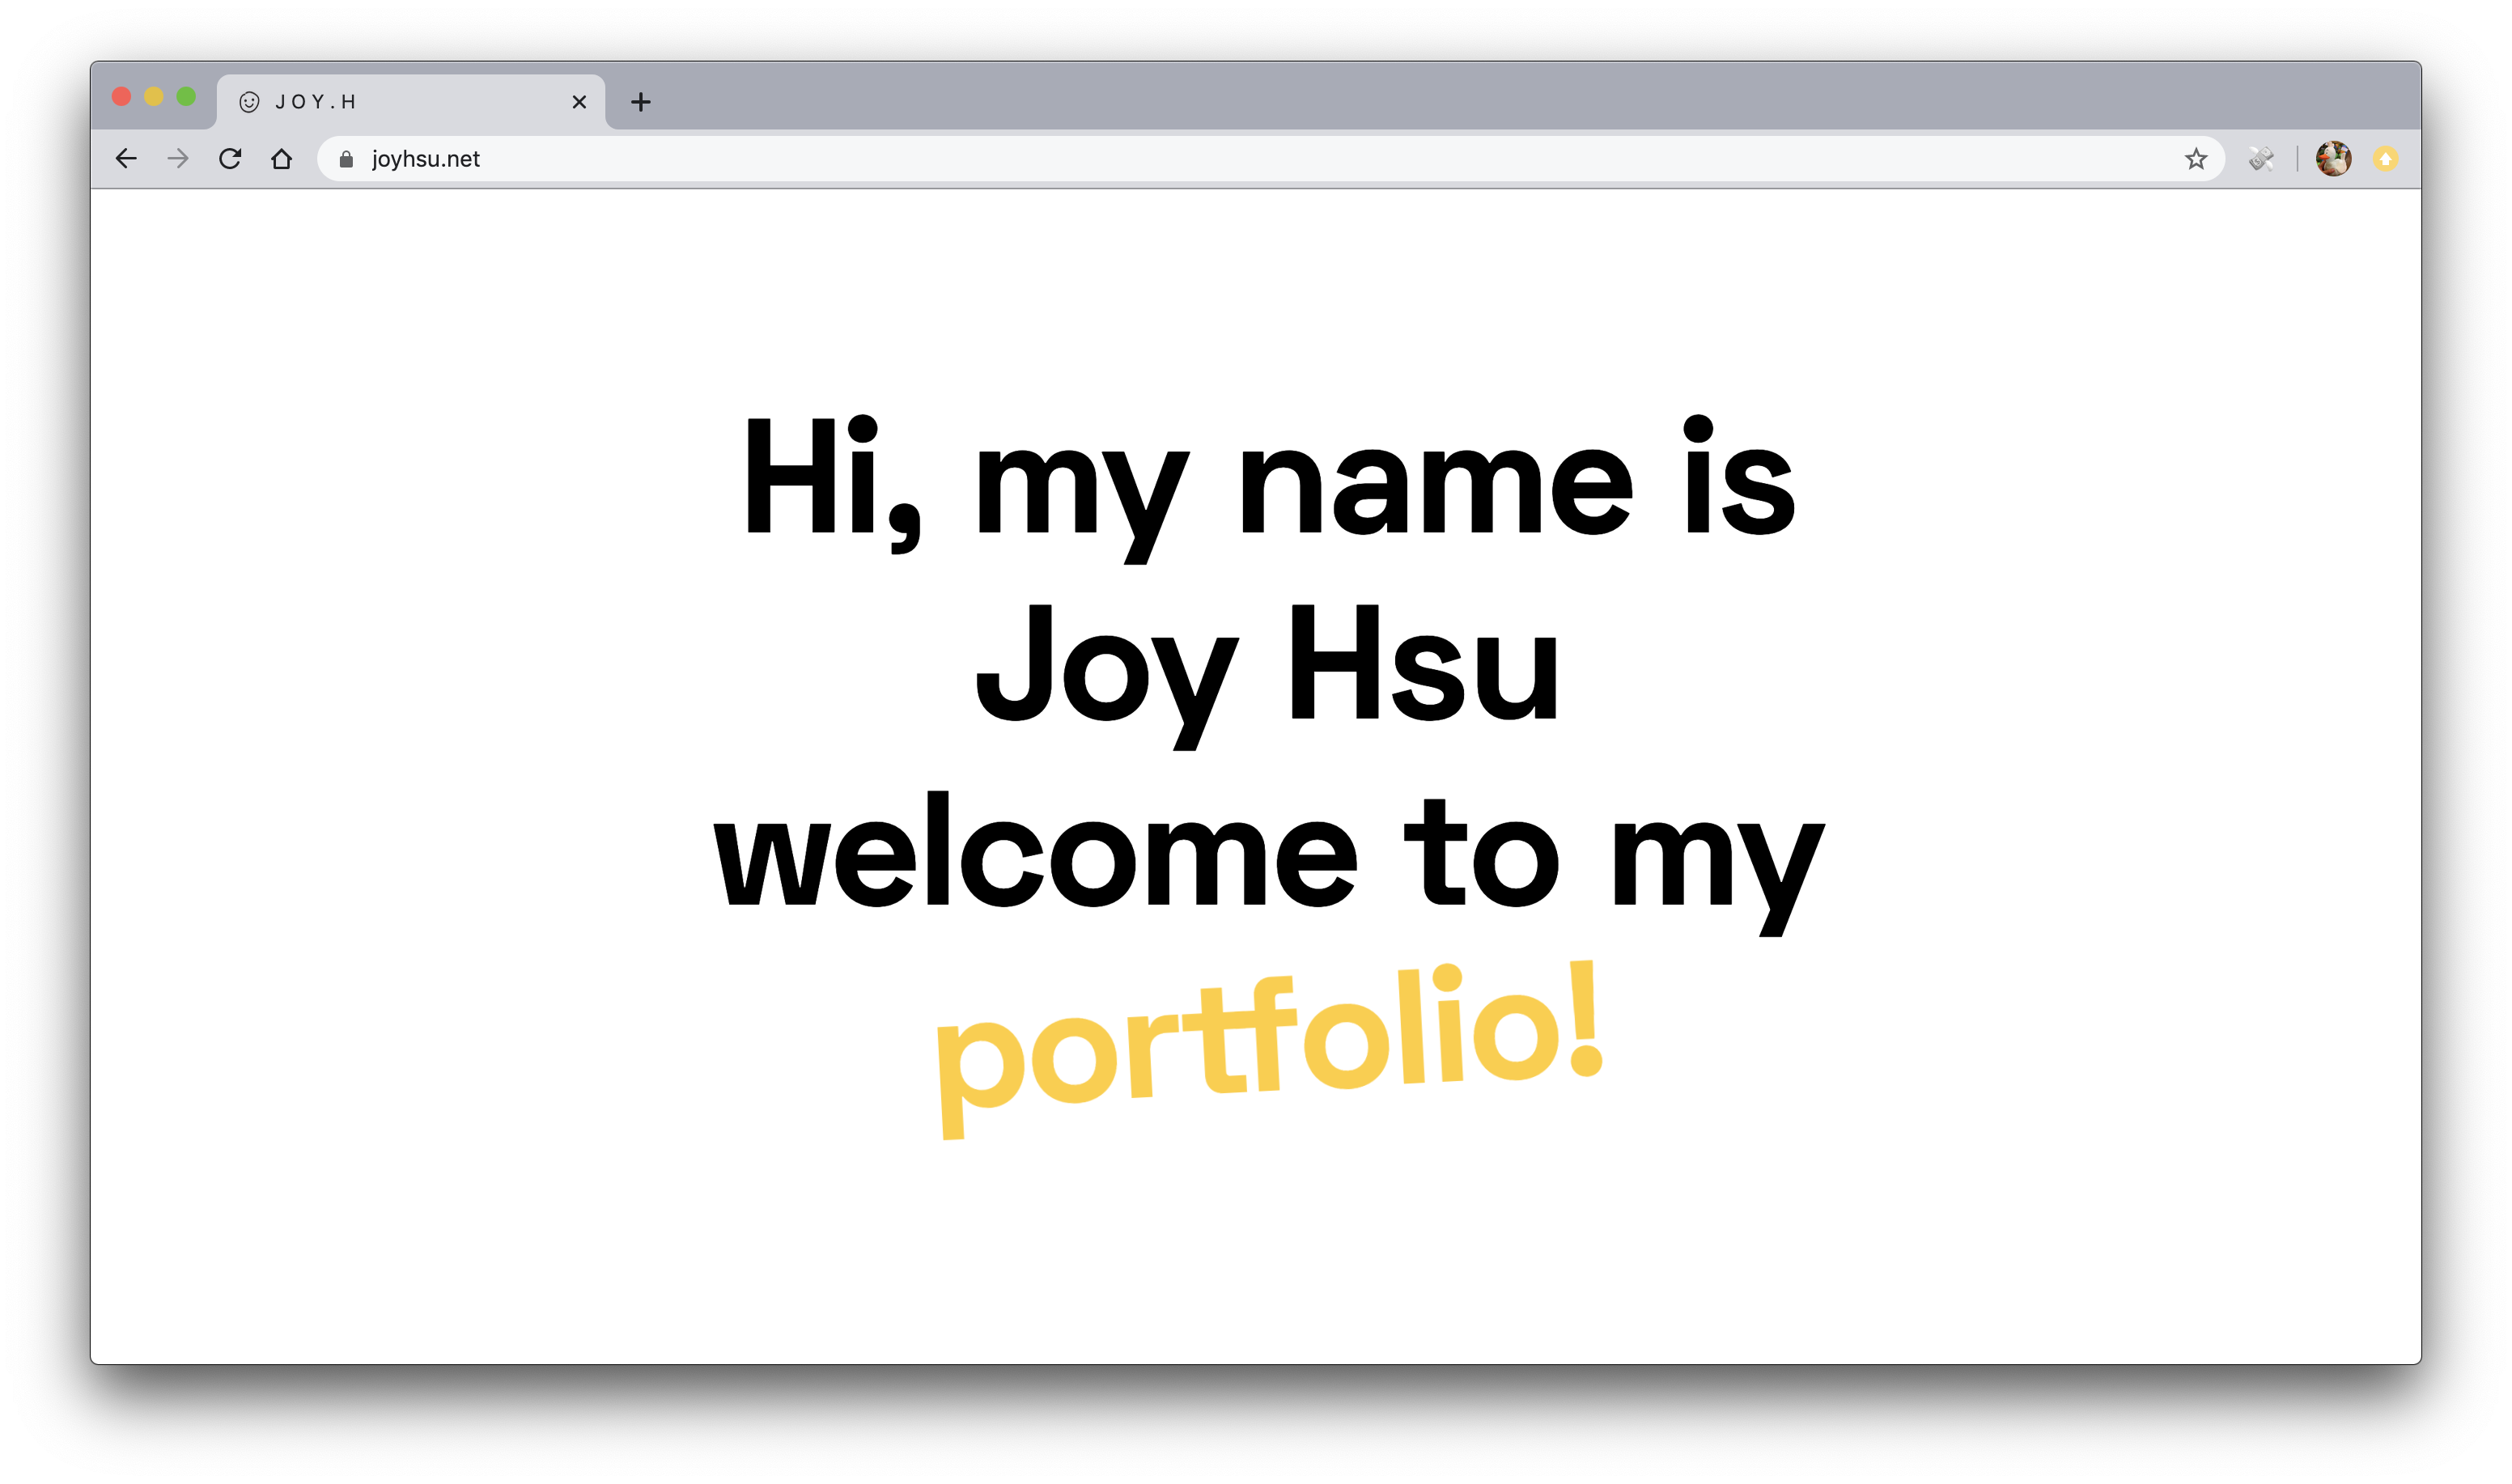 J O Y . H
joyhsu.net
Hi, my name is
Joy Hsu
welcome to my
portfolio!